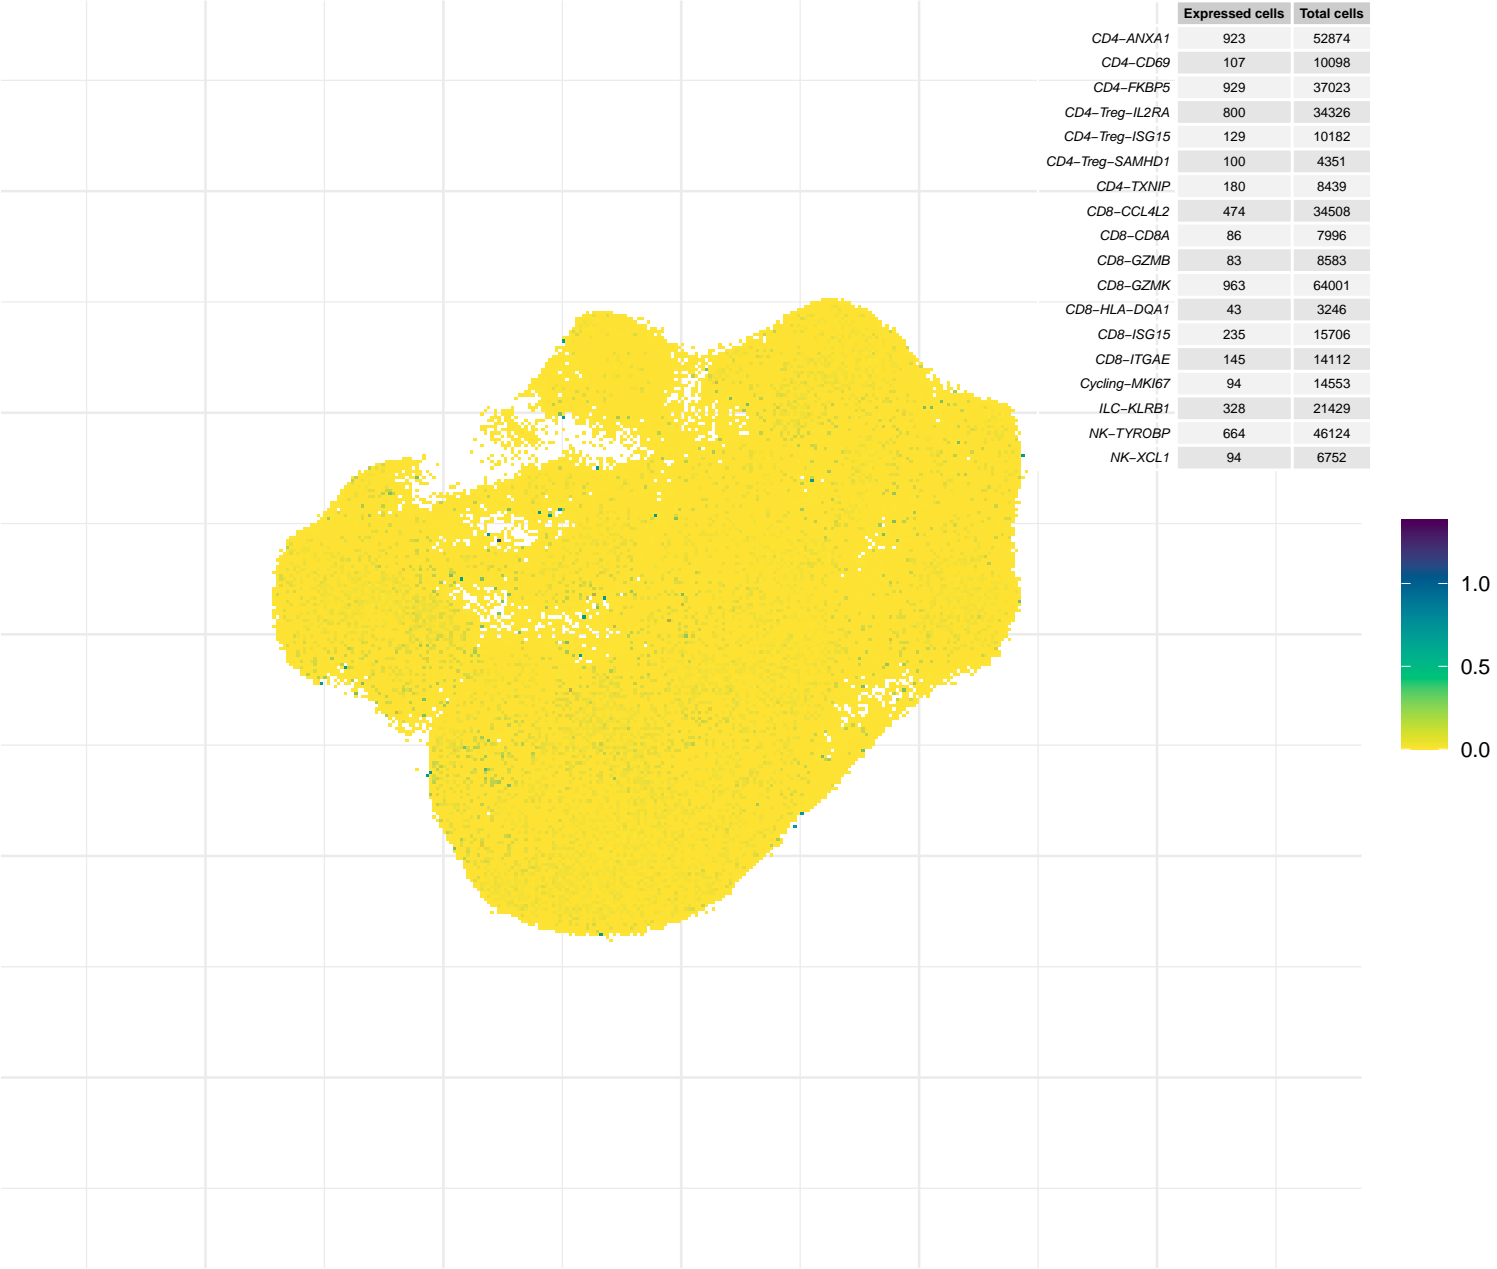 Expressed cells Total cells
CD4−ANXA1 923 52874
CD4−CD69 107 10098
CD4−FKBP5 929 37023
CD4−Treg−IL2RA 800 34326
CD4−Treg−ISG15 129 10182
CD4−Treg−SAMHD1 100 4351
CD4−TXNIP 180 8439
CD8−CCL4L2 474 34508
CD8−CD8A 86 7996
CD8−GZMB 83 8583
CD8−GZMK 963 64001
CD8−HLA−DQA1 43 3246
CD8−ISG15 235 15706
CD8−ITGAE 145 14112
Cycling−MKI67 94 14553
ILC−KLRB1 328 21429
NK−TYROBP 664 46124
NK−XCL1 94 6752
1.0
0.5
0.0